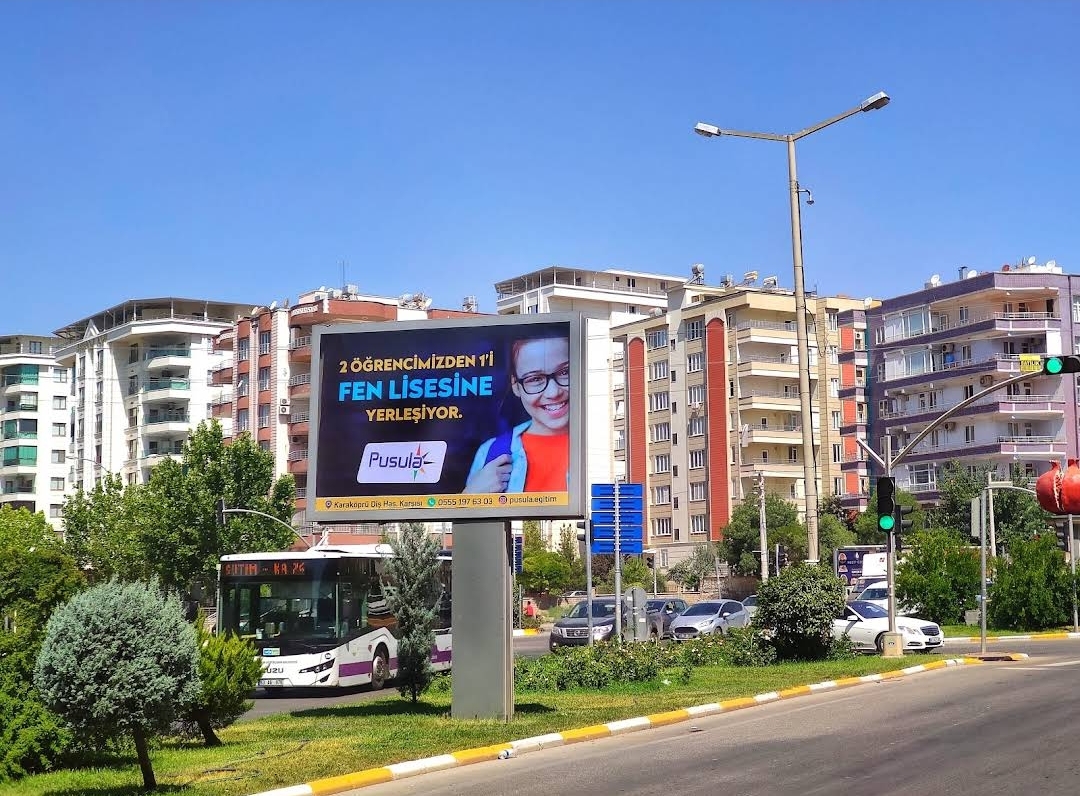 2 ÖĞRENCİMİZDEN 1'İ
FEN LİSESİNE
YERLEŞİYOR.
Pusula
Karaköprü Diş Has. Karşısı 0555 197 63 03 pusula.egitim